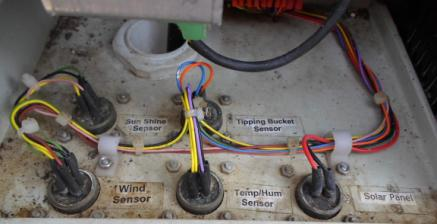 Sun Shine
Sensor
Tipping Bucket
Sensor
Wind
Sensor
Temp/Hum
Sensor
Solar Panel